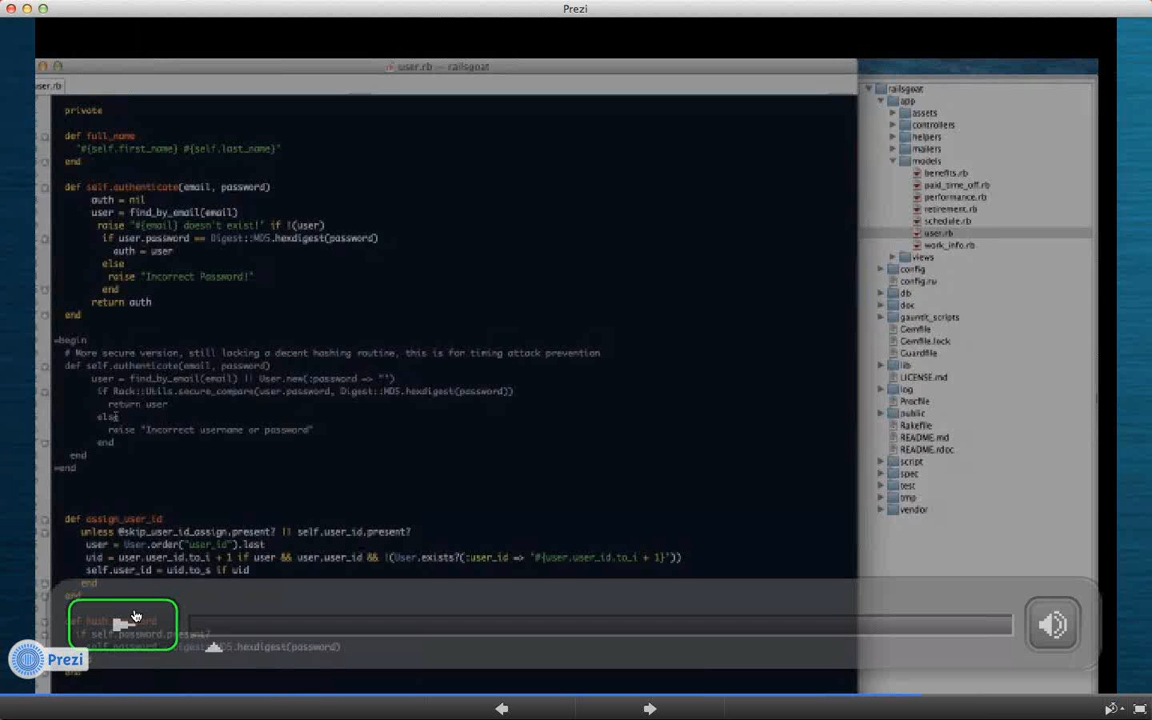 Prezi
user.rb — railsgoat
user.rb
private
def full_name
"#{self.first_name} #{self.last_name}"
end
def self.authenticate(email, password)
auth = nil
user = find_by_email(email)
raise "#{email} doesn't exist!" if !(user)
if user.password == Digest::MD5.hexdigest(password)
auth = user
else
raise "Incorrect Password!"
end
return auth
end
=begin
# More secure version, still lacking a decent hashing routine, this is for timing attack prevention
def self.authenticate(email, password)
user = find_by_email(email) || User.new(:password => "")
if Rack::Utils.secure_compare(user.password, Digest::MD5.hexdigest(password))
return user
else
raise "Incorrect username or password"
end
end
=end
def assign_user_id
unless @skip_user_id_assign.present? || self.user_id.present?
user = User.order("user_id").last
uid = user.user_id.to_i + 1 if user && user.user_id && !(User.exists?(:user_id => "#{user.user_id.to_i + 1}"))
self.user_id = uid.to_s if uid
end
end
def
if self.password.present?
hexdigest(password)
end
railsgoat
app
assets
controllers
helpers
mailers
models
benefits.rb
paid_time_off.rb
performance.rb
retirement.rb
schedule.rb
user.rb
work_info.rb
views
config
config.ru
db
doc
gauntlt_scripts
Gemfile
Gemfile.lock
Guardfile
lib
LICENSE.md
log
Procfile
public
Rakefile
README.md
README.rdoc
script
spec
test
tmp
vendor
Prezi